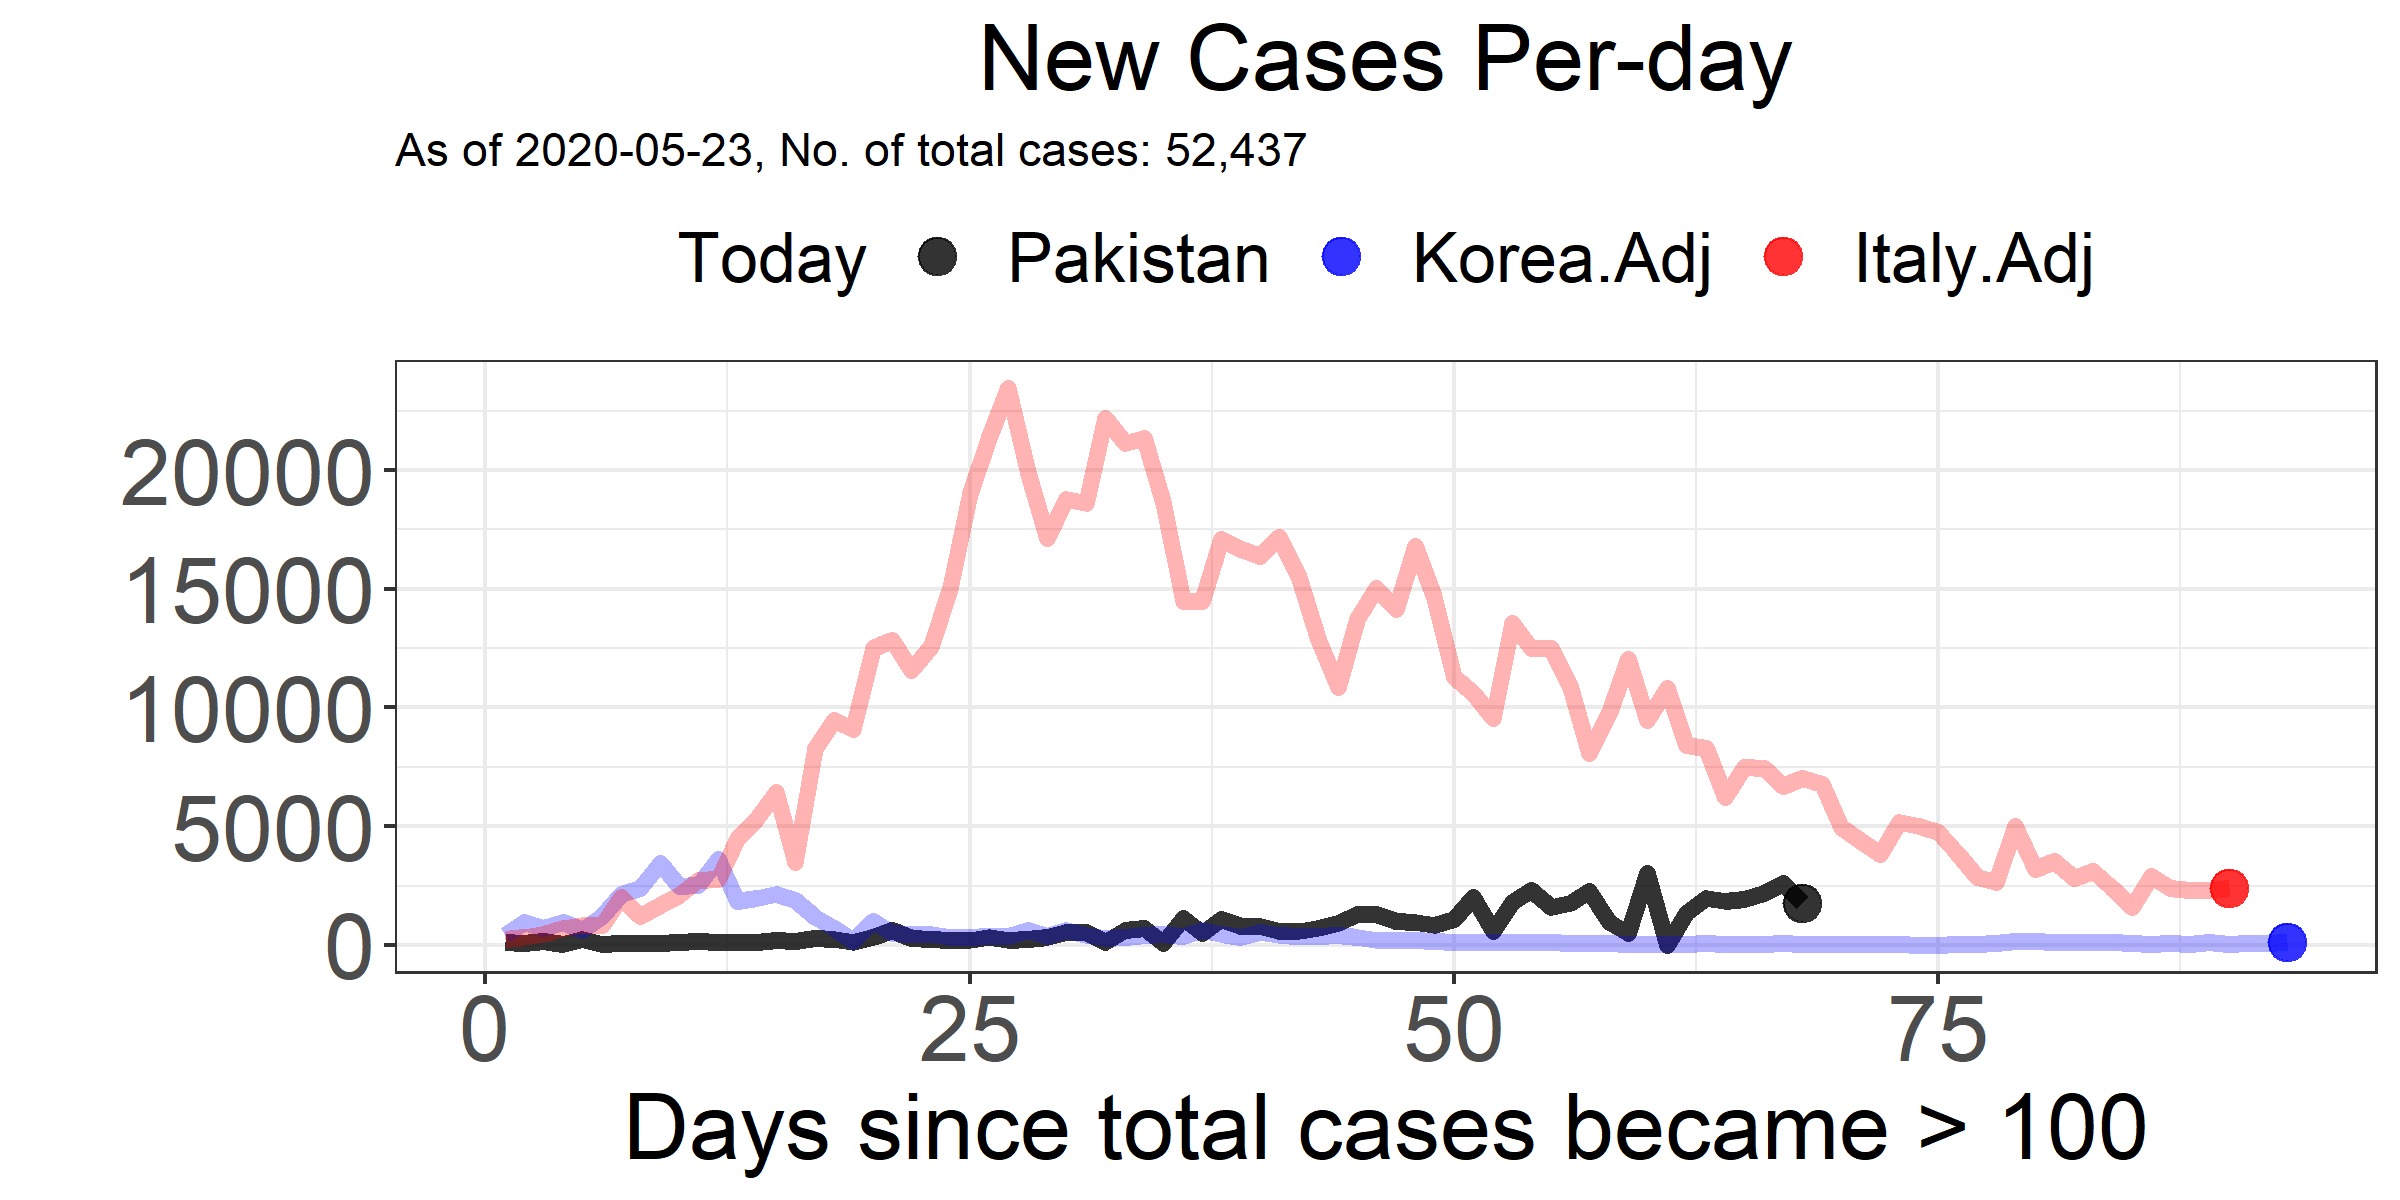 New Cases Per-day
As of 2020-05-23, No. of total cases: 52,437
Today Pakistan Korea.Adj Italy.Adj
20000
15000
10000
5000
0
0 25 50 75
Days since total cases became > 100